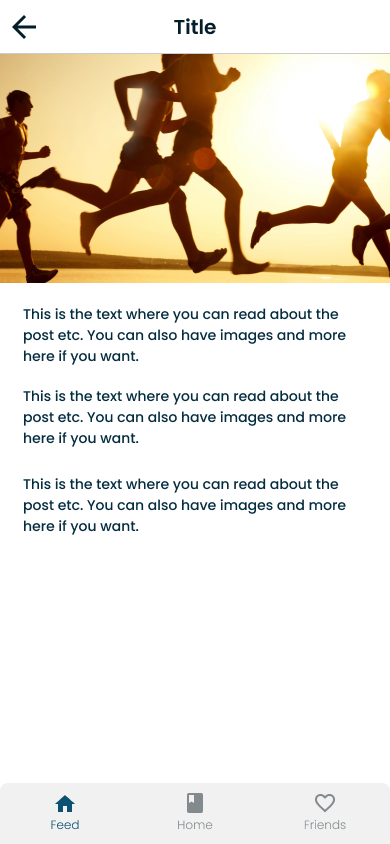 Title
This is the text where you can read about the
post etc. You can also have images and more
here if you want.
This is the text where you can read about the
post etc. You can also have images and more
here if you want.
This is the text where you can read about the
post etc. You can also have images and more
here if you want.
Feed
Home
Friends